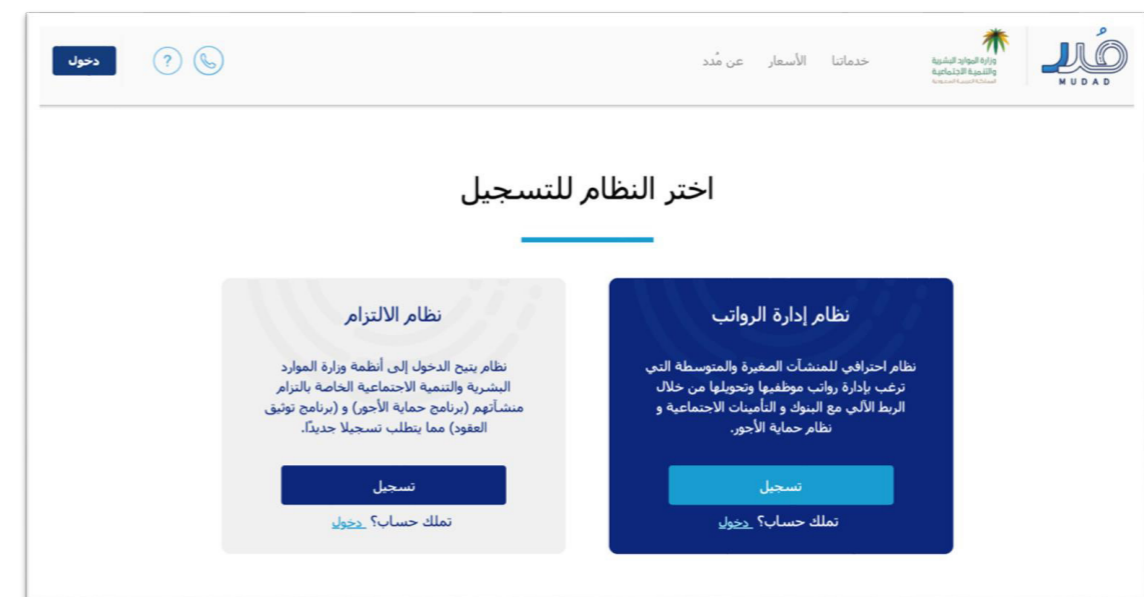 مُدد
MUDAD
وزارة الموارد البشرية
والتنمية الاجتماعية
خدماتنا
الأسعار
عن مُدد
?
دخول
اختر النظام للتسجيل
نظام إدارة الرواتب
نظام احترافي للمنشآت الصغيرة والمتوسطة التي
ترغب بإدارة رواتب موظفيها وتحويلها من خلال
الربط الآلي مع البنوك و التأمينات الاجتماعية و
نظام حماية الأجور.
تسجيل
تملك حساب؟ دخول
نظام الالتزام
نظام يتيح الدخول إلى أنظمة وزارة الموارد
البشرية والتنمية الاجتماعية الخاصة بالتزام
منشآتهم (برنامج حماية الأجور) و (برنامج توثيق
العقود) مما يتطلب تسجيلا جديدًا.
تسجيل
تملك حساب؟ دخول